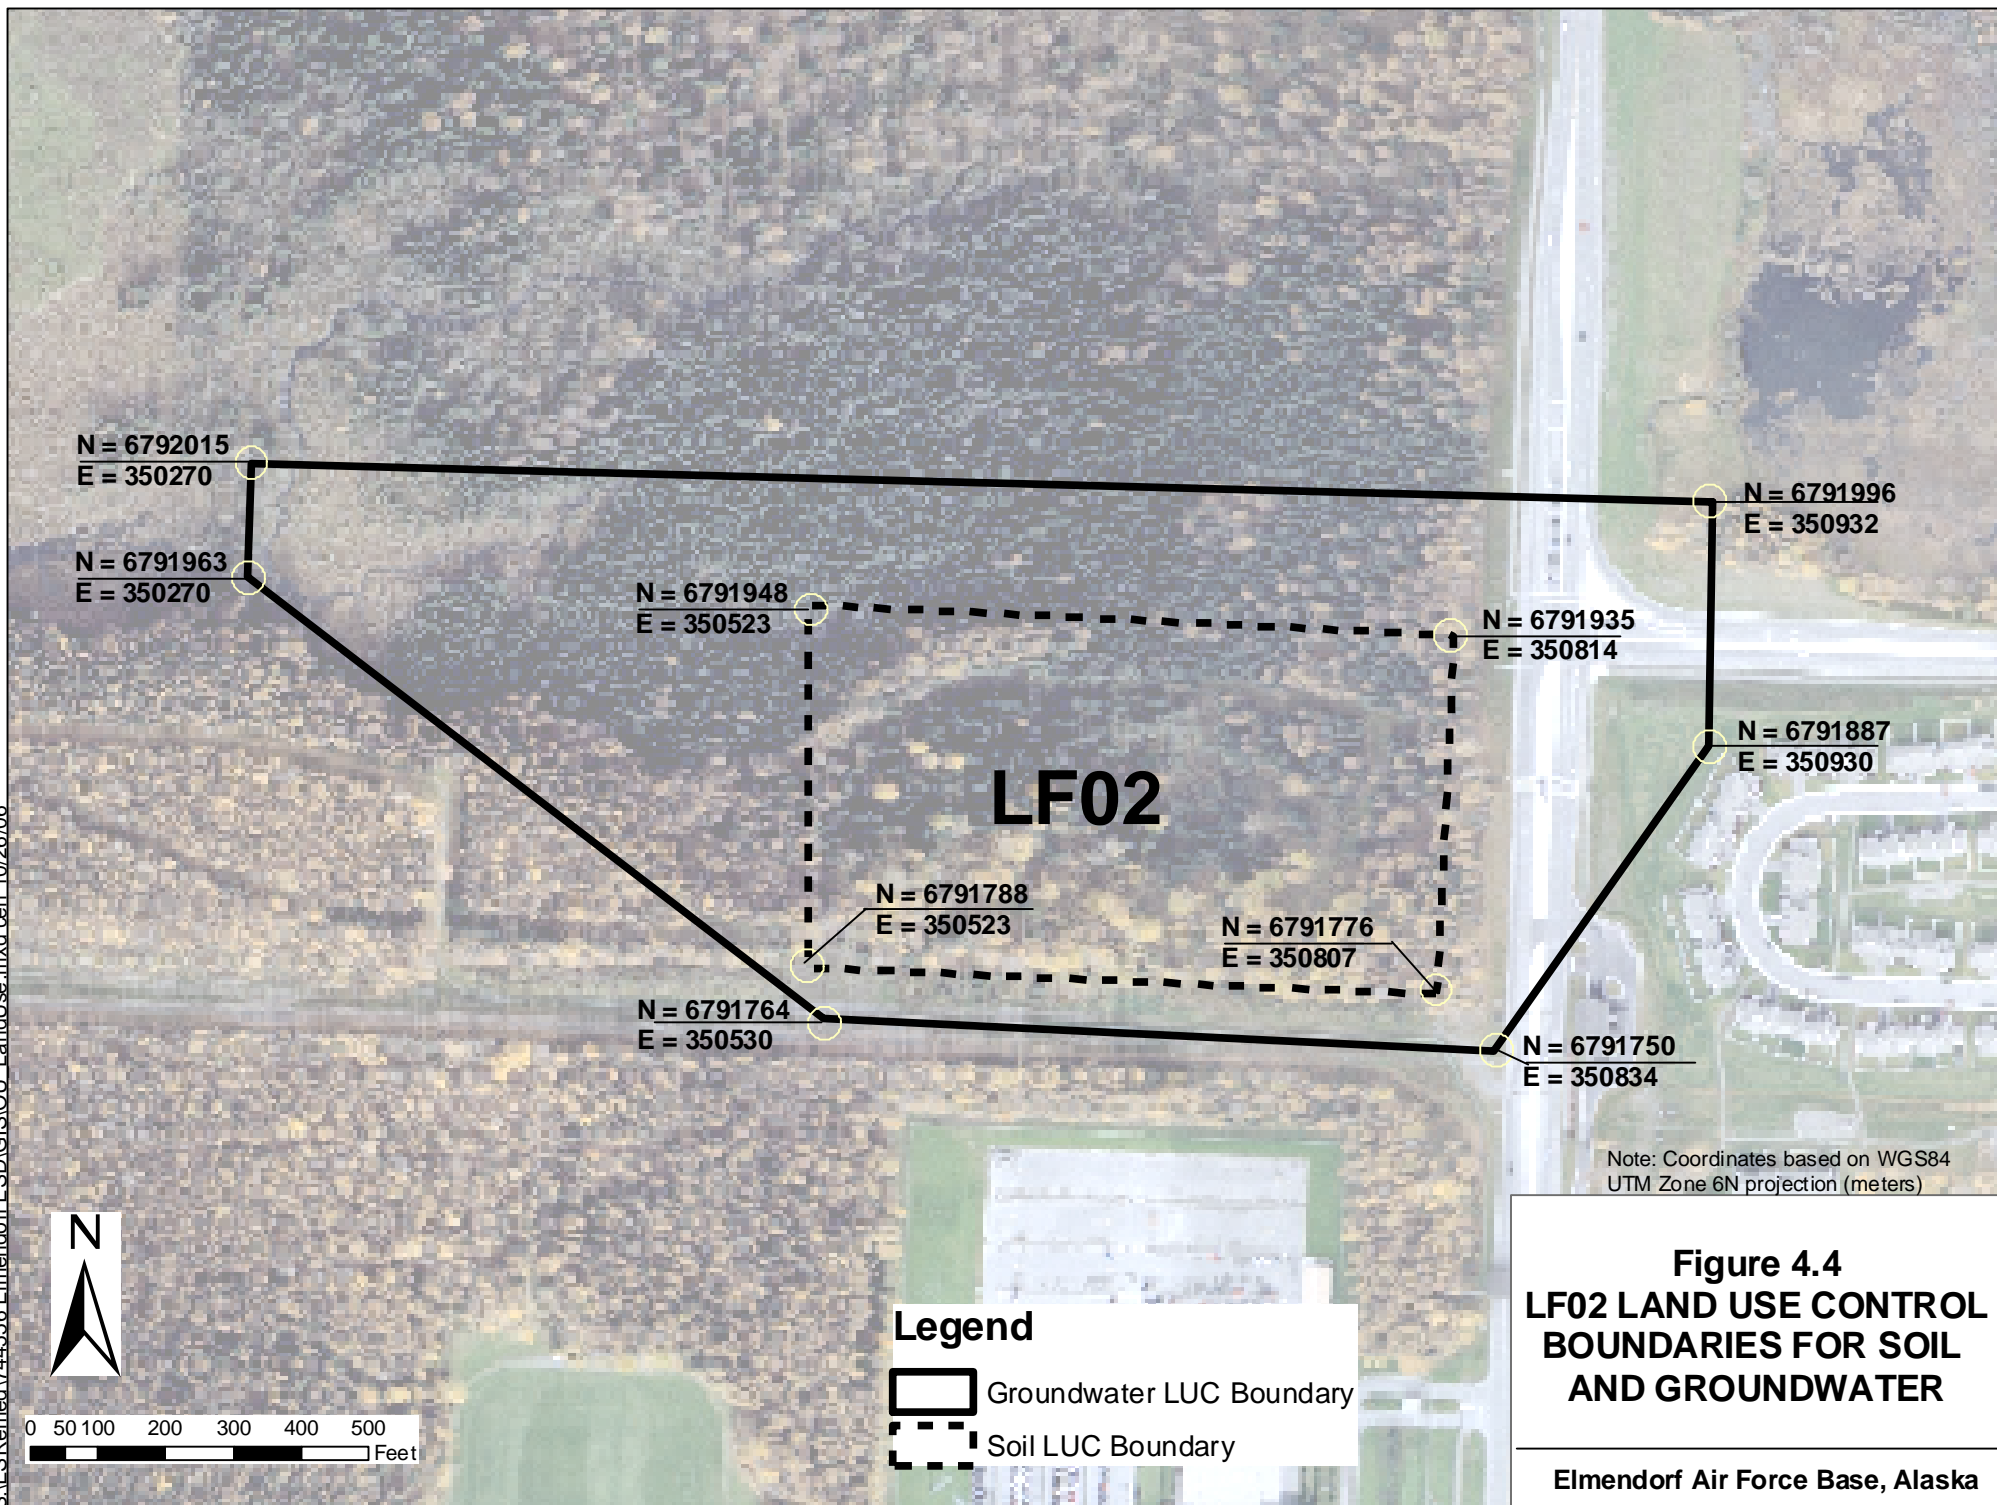 N = 6792015
E = 350270
N = 6791996
E = 350932
N = 6791963
E = 350270
N = 6791948
E = 350523
N = 6791935
E = 350814
N = 6791887
E = 350930
LF02
N = 6791788
E = 350523
N = 6791776
E = 350807
N = 6791764
E = 350530
N = 6791750
E = 350834
Note: Coordinates based on WGS84
UTM Zone 6N projection (meters)
N
0 50 100 200 300 400 500
Feet
Legend
Groundwater LUC Boundary
Soil LUC Boundary
Figure 4.4
LF02 LAND USE CONTROL
BOUNDARIES FOR SOIL
AND GROUNDWATER
Elmendorf Air Force Base, Alaska